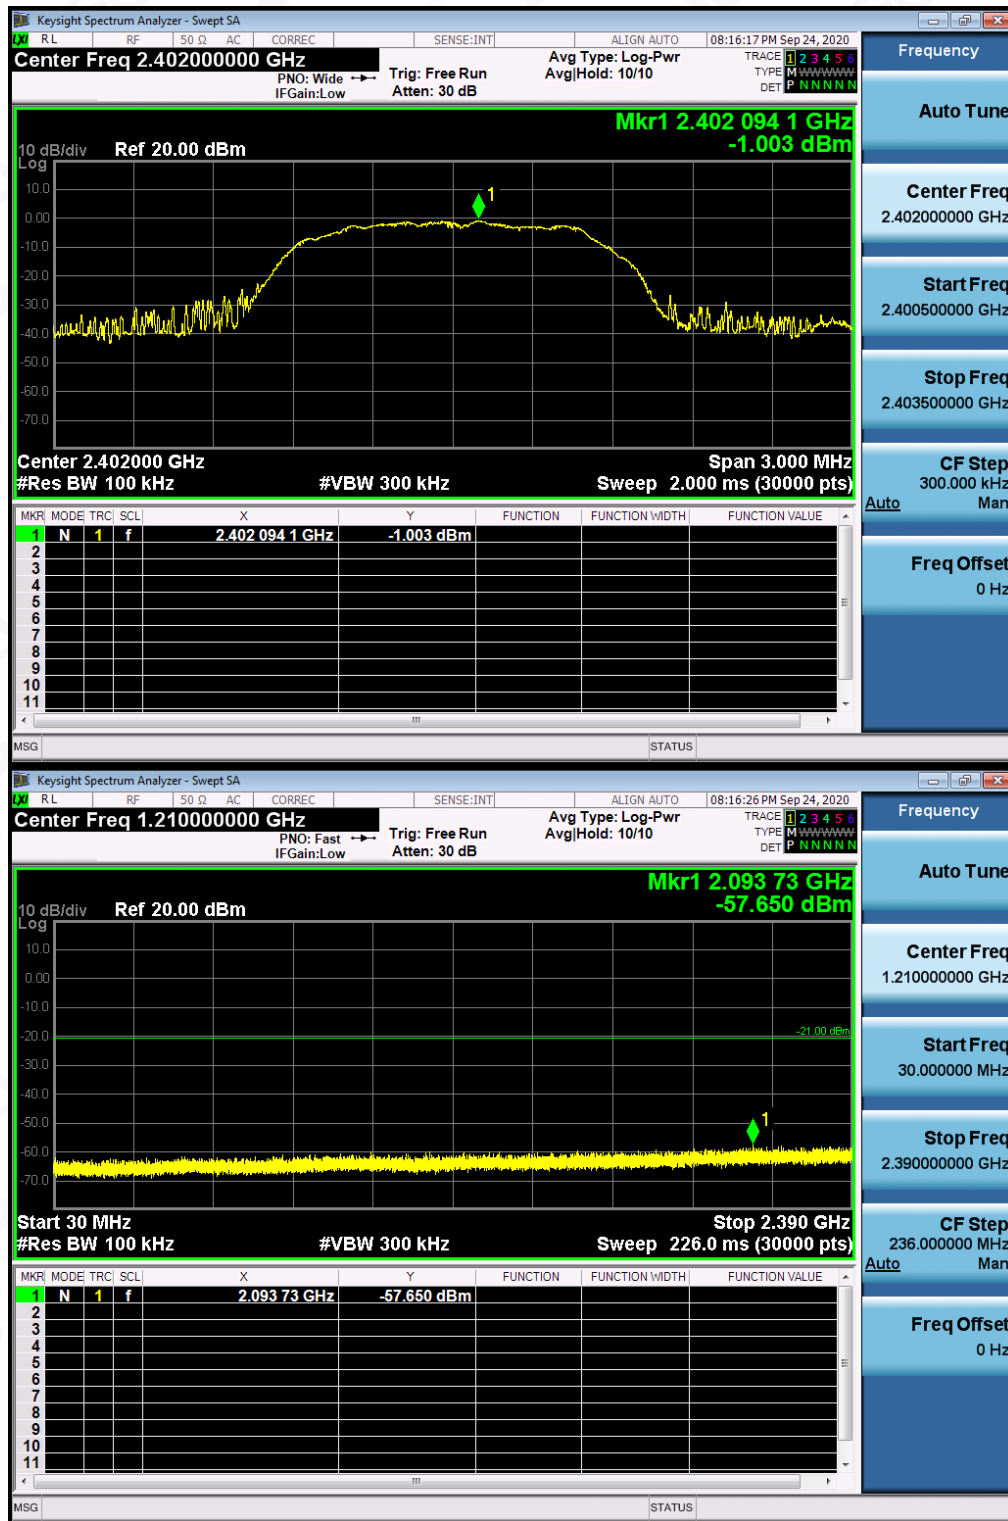 Keysight Spectrum Analyzer - Swept SA
LXI RL RF 50 Ω AC CORREC SENSE:INT ALIGN AUTO 08:16:17 PM Sep 24, 2020
Center Freq 2.402000000 GHz Avg Type: Log-Pwr TRACE 1 2 3 4 5 6
PNO: Wide Trig: Free Run Avg|Hold: 10/10 TYPE M WWWWW
IFGain:Low Atten: 30 dB DET P N N N N N
Mkr1 2.402 094 1 GHz
10 dB/div Ref 20.00 dBm -1.003 dBm
Log
10.0
1
0.00
-10.0
-20.0
-30.0
-40.0
-50.0
-60.0
-70.0
Center 2.402000 GHz Span 3.000 MHz
#Res BW 100 kHz #VBW 300 kHz Sweep 2.000 ms (30000 pts)
MKR MODE TRC SCL X Y FUNCTION FUNCTION WIDTH FUNCTION VALUE
1 N 1 f 2.402 094 1 GHz -1.003 dBm
2
3
4
5
6
7
8
9
10
11
MSG STATUS
Frequency
Auto Tune
Center Freq
2.402000000 GHz
Start Freq
2.400500000 GHz
Stop Freq
2.403500000 GHz
CF Step
300.000 kHz
Auto Man
Freq Offset
0 Hz
Keysight Spectrum Analyzer - Swept SA
LXI RL RF 50 Ω AC CORREC SENSE:INT ALIGN AUTO 08:16:26 PM Sep 24, 2020
Center Freq 1.210000000 GHz Avg Type: Log-Pwr TRACE 1 2 3 4 5 6
PNO: Fast Trig: Free Run Avg|Hold: 10/10 TYPE M WWWWW
IFGain:Low Atten: 30 dB DET P N N N N N
Mkr1 2.093 73 GHz
10 dB/div Ref 20.00 dBm -57.650 dBm
Log
10.0
0.00
-10.0
-20.0 -21.00 dBm
-30.0
-40.0
-50.0
1
-60.0
-70.0
Start 30 MHz Stop 2.390 GHz
#Res BW 100 kHz #VBW 300 kHz Sweep 226.0 ms (30000 pts)
MKR MODE TRC SCL X Y FUNCTION FUNCTION WIDTH FUNCTION VALUE
1 N 1 f 2.093 73 GHz -57.650 dBm
2
3
4
5
6
7
8
9
10
11
MSG STATUS
Frequency
Auto Tune
Center Freq
1.210000000 GHz
Start Freq
30.000000 MHz
Stop Freq
2.390000000 GHz
CF Step
236.000000 MHz
Auto Man
Freq Offset
0 Hz